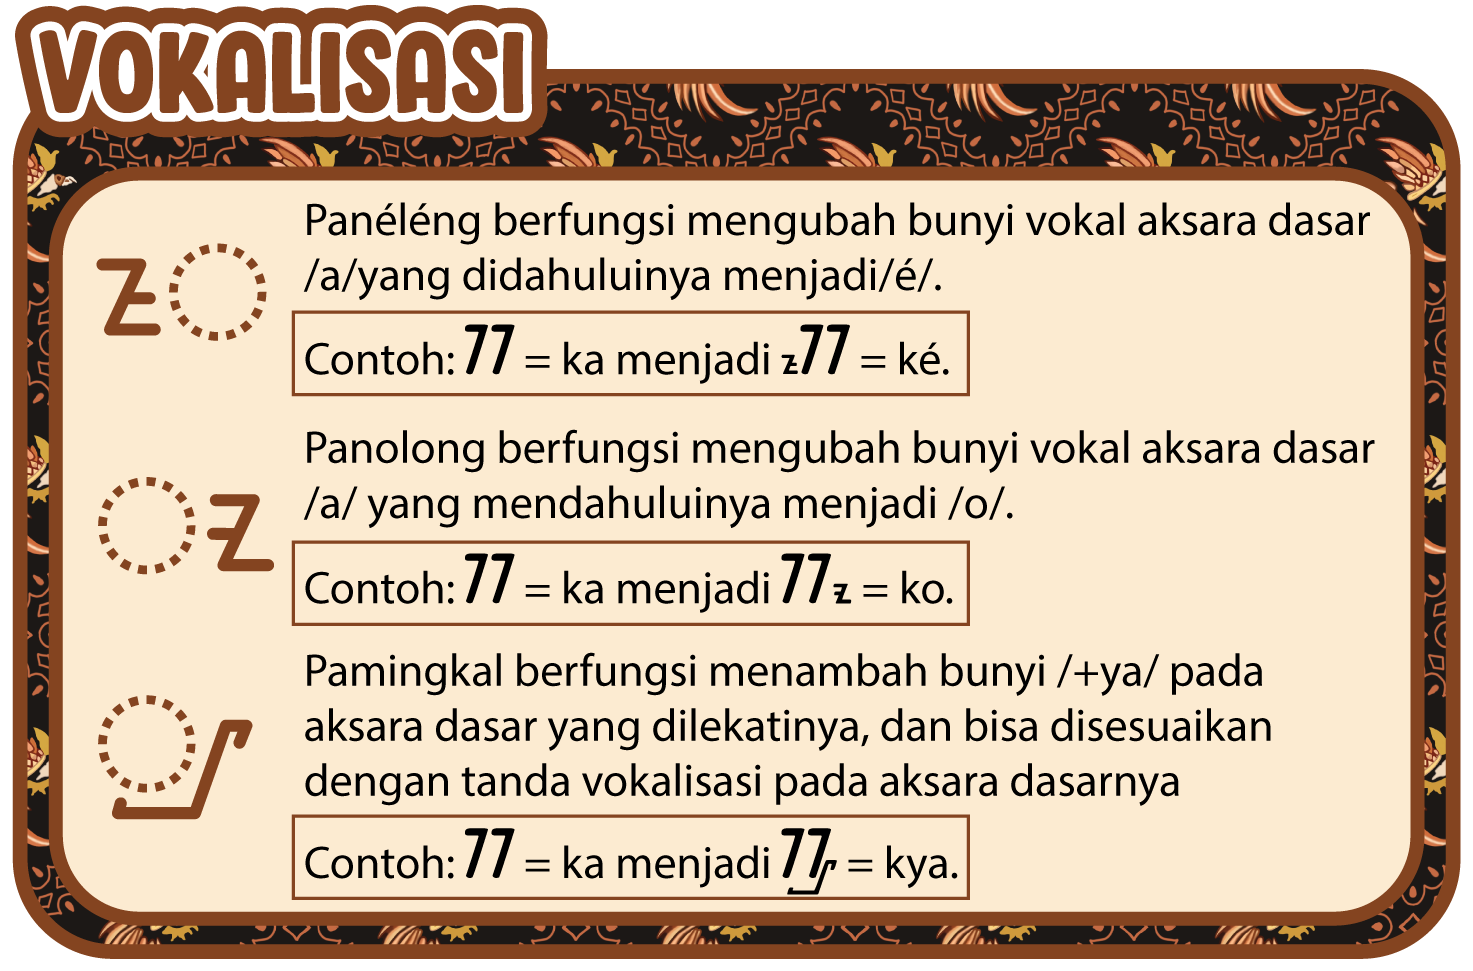 VOKALISASI
Panéléng berfungsi mengubah bunyi vokal aksara dasar
/a/yang didahuluinya menjadi/é/.
Contoh: ᮊ = ka menjadi ᮊᮦ = ké.
Panolong berfungsi mengubah bunyi vokal aksara dasar
/a/ yang mendahuluinya menjadi /o/.
Contoh: ᮊ = ka menjadi ᮊᮧ = ko.
Pamingkal berfungsi menambah bunyi /+ya/ pada
aksara dasar yang dilekatinya, dan bisa disesuaikan
dengan tanda vokalisasi pada aksara dasarnya
Contoh: ᮊ = ka menjadi ᮊᮡ = kya.